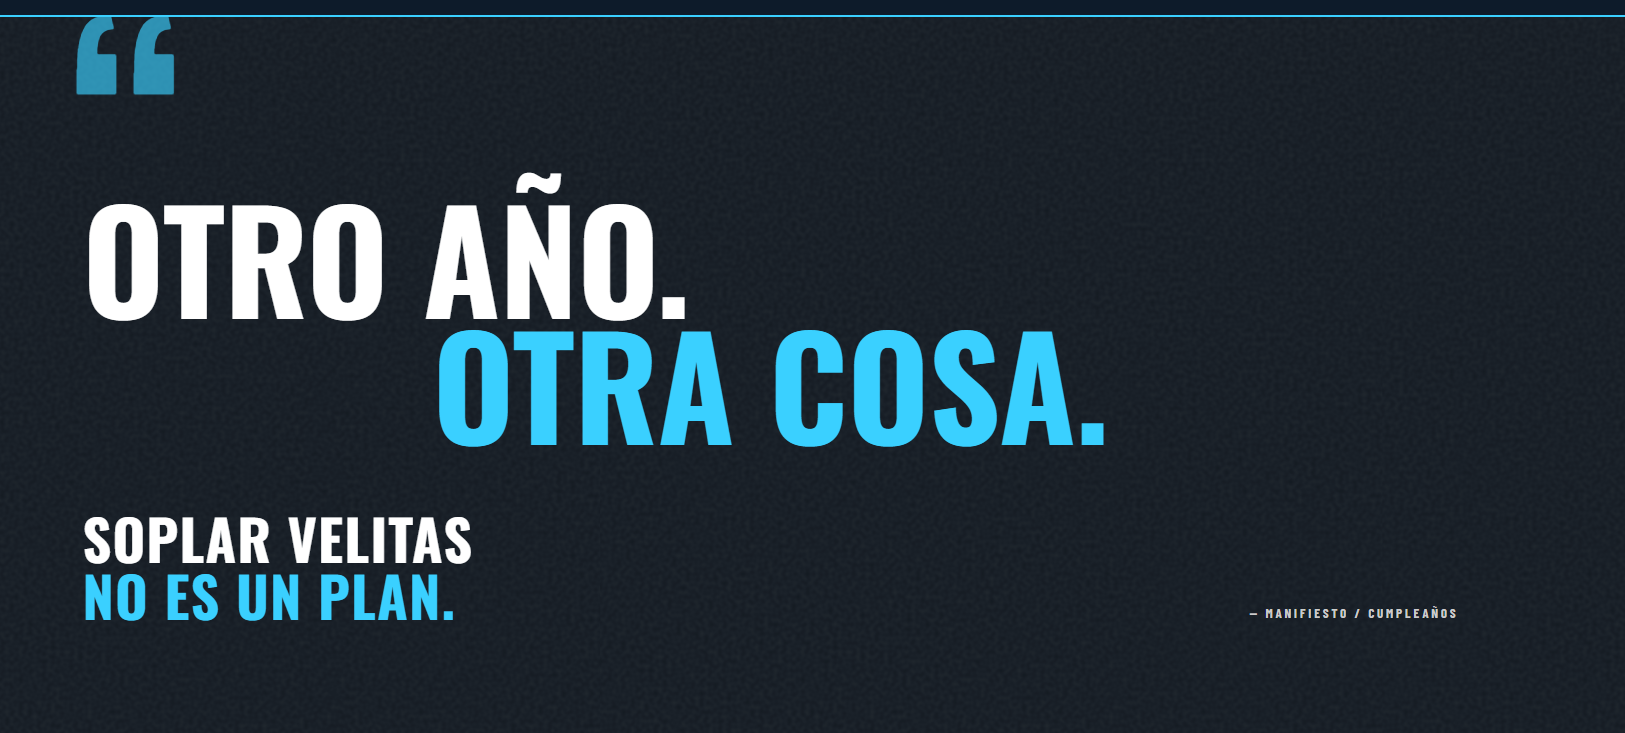 “
OTRO AÑO.
OTRA COSA.
SOPLAR VELITAS
NO ES UN PLAN.
— MANIFIESTO / CUMPLEAÑOS